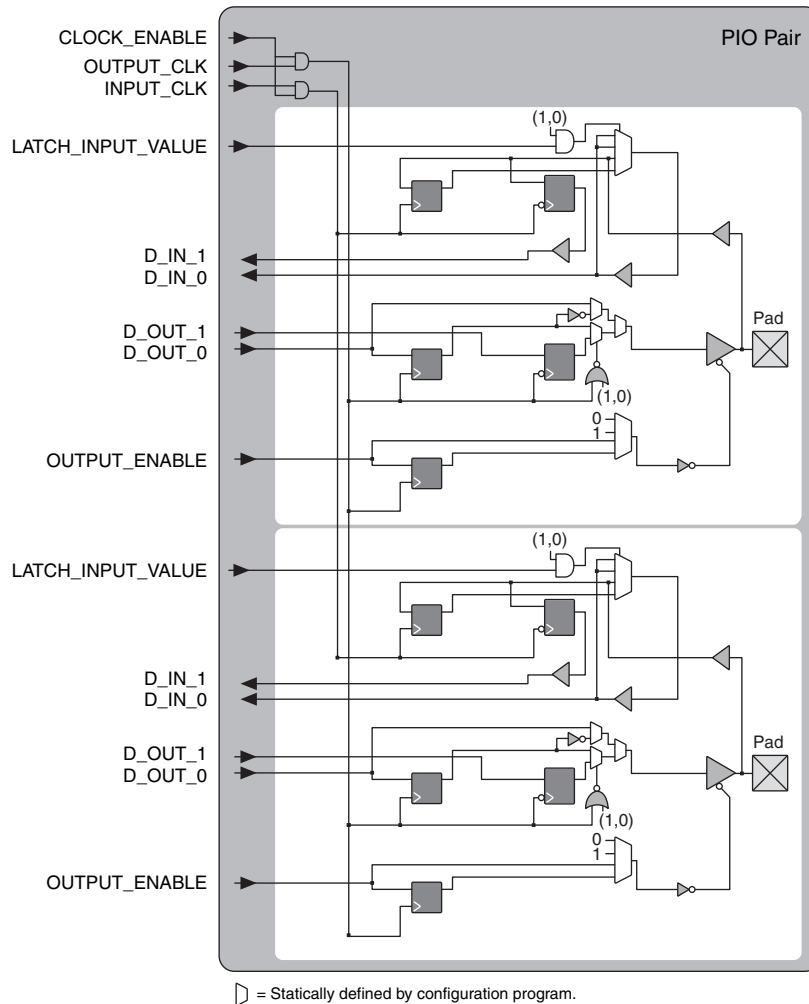 PIO Pair
CLOCK_ENABLE
OUTPUT_CLK
INPUT_CLK
(1,0)
LATCH_INPUT_VALUE
D_IN_1
D_IN_0
Pad
D_OUT_1
D_OUT_0
(1,0)
0
1
OUTPUT_ENABLE
(1,0)
LATCH_INPUT_VALUE
D_IN_1
D_IN_0
Pad
D_OUT_1
D_OUT_0
(1,0)
0
1
OUTPUT_ENABLE
= Statically defined by configuration program.